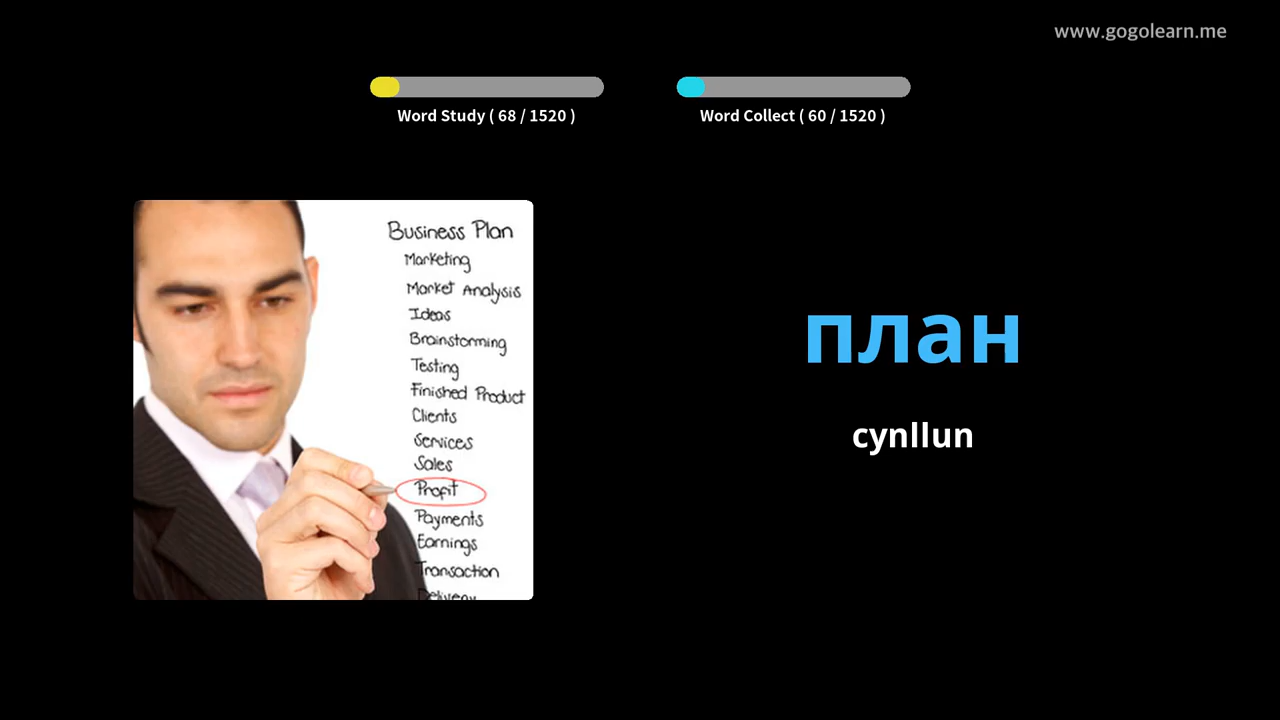 www.gogolearn.me
Word Study ( 68 / 1520 )
Word Collect ( 60 / 1520 )
Business Plan
Marketing
Market Analysis
Ideas
Brainstorming
Testing
Finished Product
Clients
Services
Sales
Profit
Payments
Earnings
Transaction
Delivery
план
cynllun